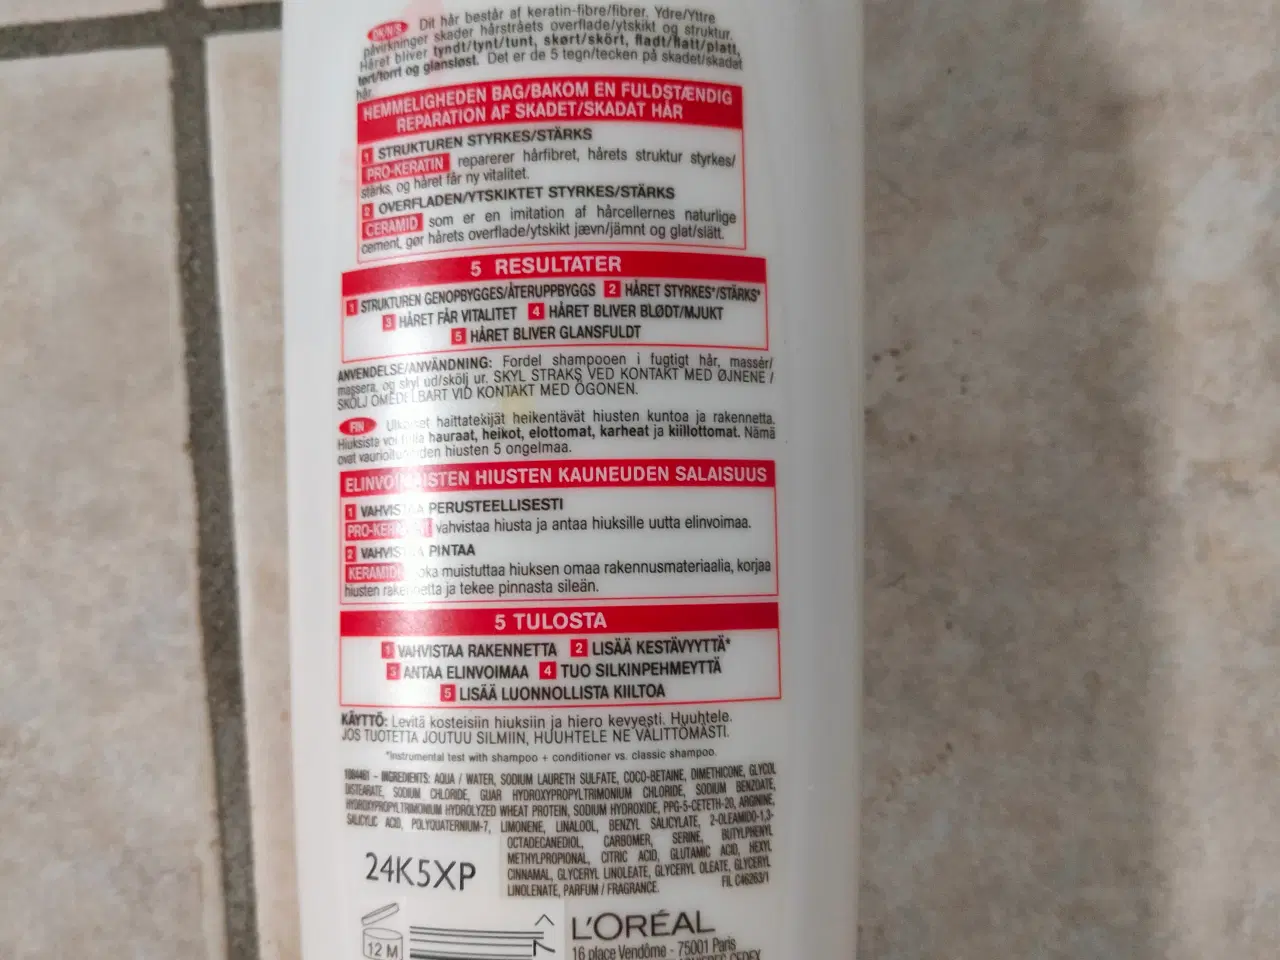 DK/N/S Dit hår består af keratin-fibre/fibrer. Ydre/Yttre
påvirkninger skader hårstråets overflade/ytskikt og struktur.
Håret bliver tyndt/tynt/tunt, skørt/skört, fladt/flatt/platt,
tørt/torrt og glansløst. Det er de 5 tegn/tecken på skadet/skadat
hår.
HEMMELIGHEDEN BAG/BAKOM EN FULDSTÆNDIG
REPARATION AF SKADET/SKADAT HÅR
1 STRUKTUREN STYRKES/STÄRKS
PRO-KERATIN reparerer hårfibret, hårets struktur styrkes/
stärks, og håret får ny vitalitet.
2 OVERFLADEN/YTSKIKTET STYRKES/STÄRKS
CERAMID som er en imitation af hårcellernes naturlige
cement, gør hårets overflade/ytskikt jævn/jämnt og glat/slätt.
5 RESULTATER
1 STRUKTUREN GENOPBYGGES/ÅTERUPPBYGGS 2 HÅRET STYRKES*/STÄRKS*
3 HÅRET FÅR VITALITET 4 HÅRET BLIVER BLØDT/MJUKT
5 HÅRET BLIVER GLANSFULDT
ANVENDELSE/ANVÄNDNING: Fordel shampooen i fugtigt hår, massér/
massera, og skyl ud/skölj ur. SKYL STRAKS VED KONTAKT MED ØJNENE /
SKÖLJ OMEDELBART VID KONTAKT MED ÖGONEN.
FIN haittatekijät heikentävät hiusten kuntoa ja rakennetta.
Hiuksista hauraat, heikot, elottomat, karheat ja kiillottomat. Nämä
ovat hiusten 5 ongelmaa.
ELINVOIMAISTEN HIUSTEN KAUNEUDEN SALAISUUS
1 VAHVISTAA PERUSTEELLISESTI
PRO-KERATIN vahvistaa hiusta ja antaa hiuksille uutta elinvoimaa.
2 VAHVISTAA PINTAA
KERAMIDI joka muistuttaa hiuksen omaa rakennusmateriaalia, korjaa
hiusten rakennetta ja tekee pinnasta sileän.
5 TULOSTA
1 VAHVISTAA RAKENNETTA 2 LISÄÄ KESTÄVYYTTÄ*
3 ANTAA ELINVOIMAA 4 TUO SILKINPEHMEYTTÄ
5 LISÄÄ LUONNOLLISTA KIILTOA
KÄYTTÖ: Levitä kosteisiin hiuksiin ja hiero kevyesti. Huuhtele.
JOS TUOTETTA JOUTUU SILMIIN, HUUHTELE NE VÄLITTÖMÄSTI.
*Instrumental test with shampoo + conditioner vs. classic shampoo.
1084461 - INGREDIENTS: AQUA / WATER, SODIUM LAURETH SULFATE, COCO-BETAINE, DIMETHICONE, GLYCOL
DISTEARATE, SODIUM CHLORIDE, GUAR HYDROXYPROPYLTRIMONIUM CHLORIDE, SODIUM BENZOATE,
HYDROXYPROPYLTRIMONIUM HYDROLYZED WHEAT PROTEIN, SODIUM HYDROXIDE, PPG-5-CETETH-20, ARGININE,
SALICYLIC ACID, POLYQUATERNIUM-7, LIMONENE, LINALOOL, BENZYL SALICYLATE, 2-OLEAMIDO-1,3-
OCTADECANEDIOL, CARBOMER, SERINE, BUTYLPHENYL
METHYLPROPIONAL, CITRIC ACID, GLUTAMIC ACID, HEXYL
CINNAMAL, GLYCERYL LINOLEATE, GLYCERYL OLEATE, GLYCERYL
LINOLENATE, PARFUM / FRAGRANCE. FIL C46263/1
24K5XP
12 M
L'ORÉAL
16 place Vendôme - 75001 Paris
CEDEX